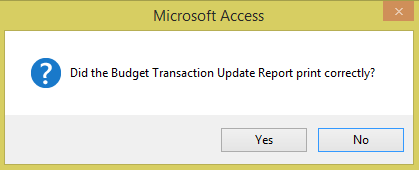 Microsoft Access
Did the Budget Transaction Update Report print correctly?
Yes No